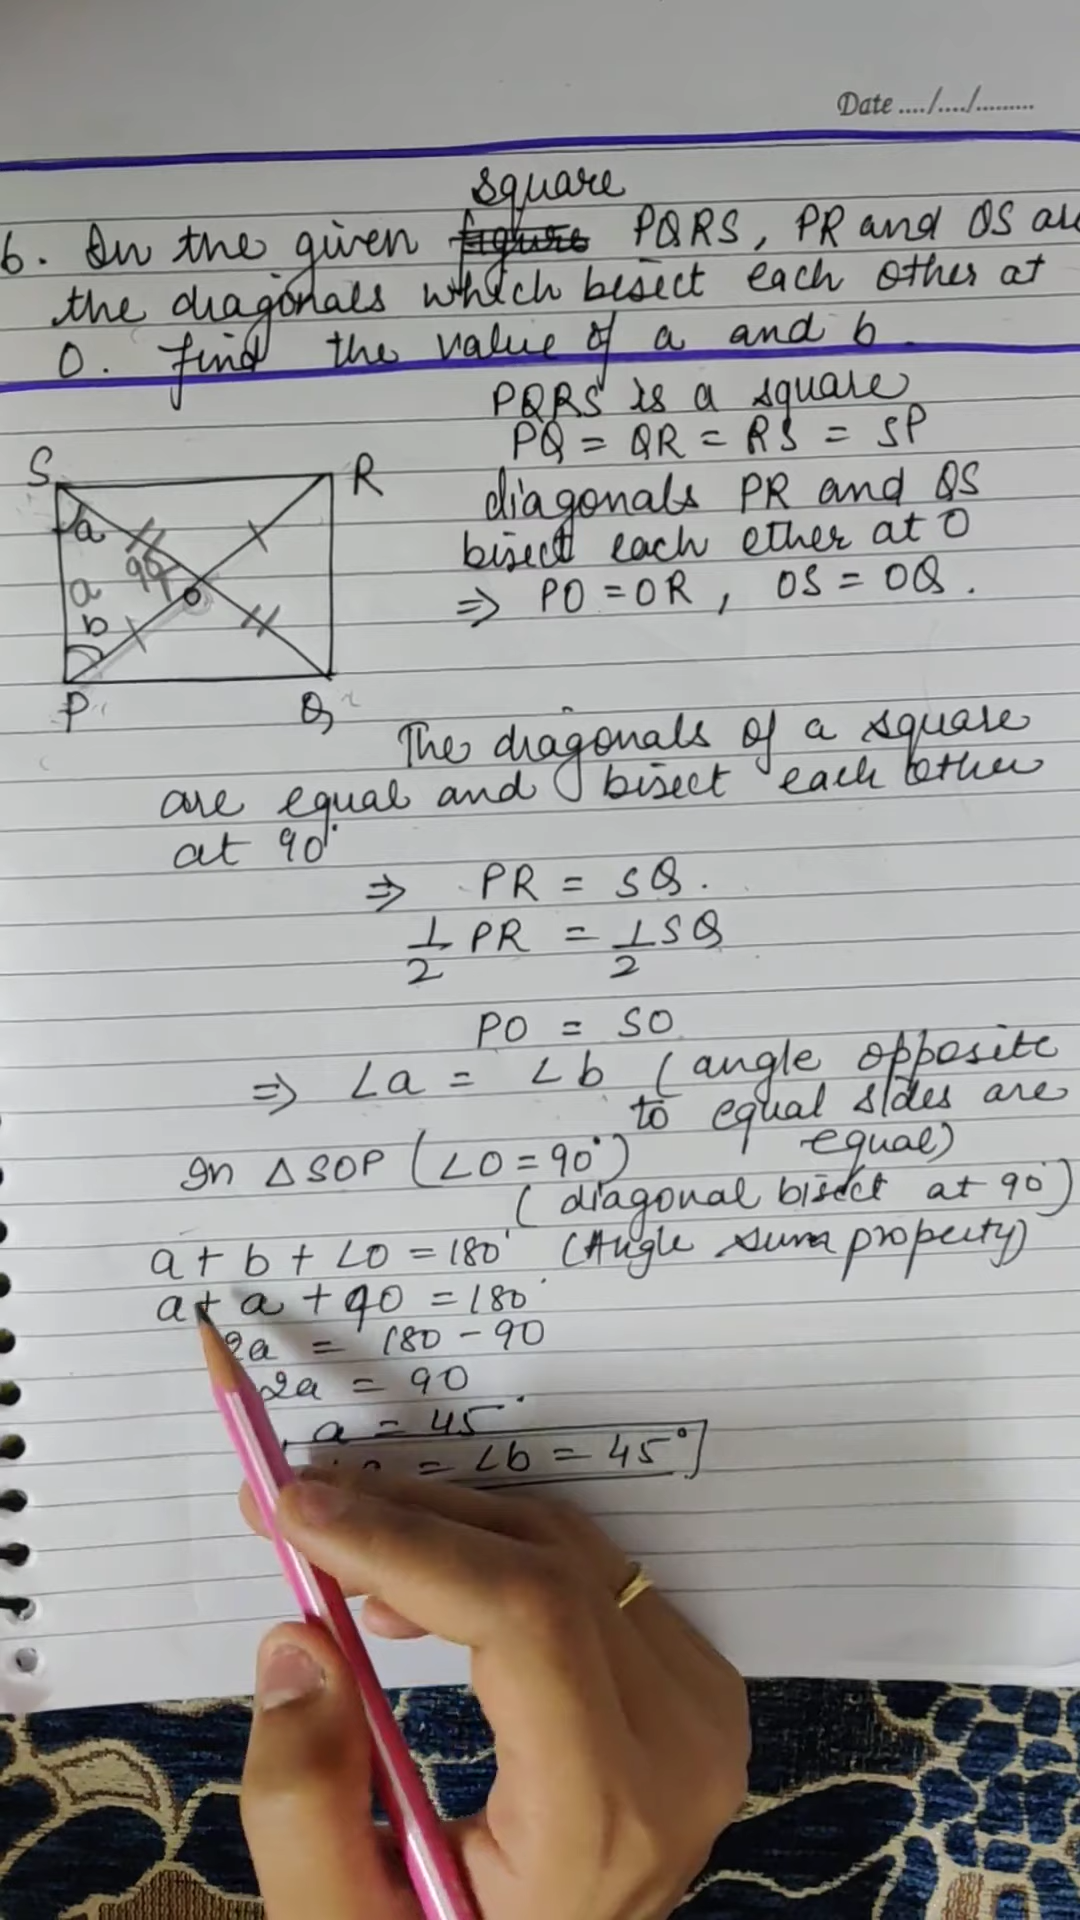 Date ..../..../.........
square
6. In the given figure PQRS, PR and QS are
the diagonals which bisect each other at
O. find the value of a and b.
PQRS is a square
PQ = QR = RS = SP
diagonals PR and QS
bisect each other at O
⇒ PO = OR, OS = OQ.
S R
a
90
a
O
b
P Q
The diagonals of a square
are equal and bisect each other
at 90°
⇒ PR = SQ.
1/2 PR = 1/2 SQ
PO = SO
⇒ ∠a = ∠b (angle opposite
to equal sides are
equal)
In △SOP (∠O = 90°)
(diagonal bisect at 90°)
a + b + ∠O = 180° (Angle sum property)
a + a + 90 = 180°
2a = 180 - 90
2a = 90
a = 45°
= ∠b = 45°